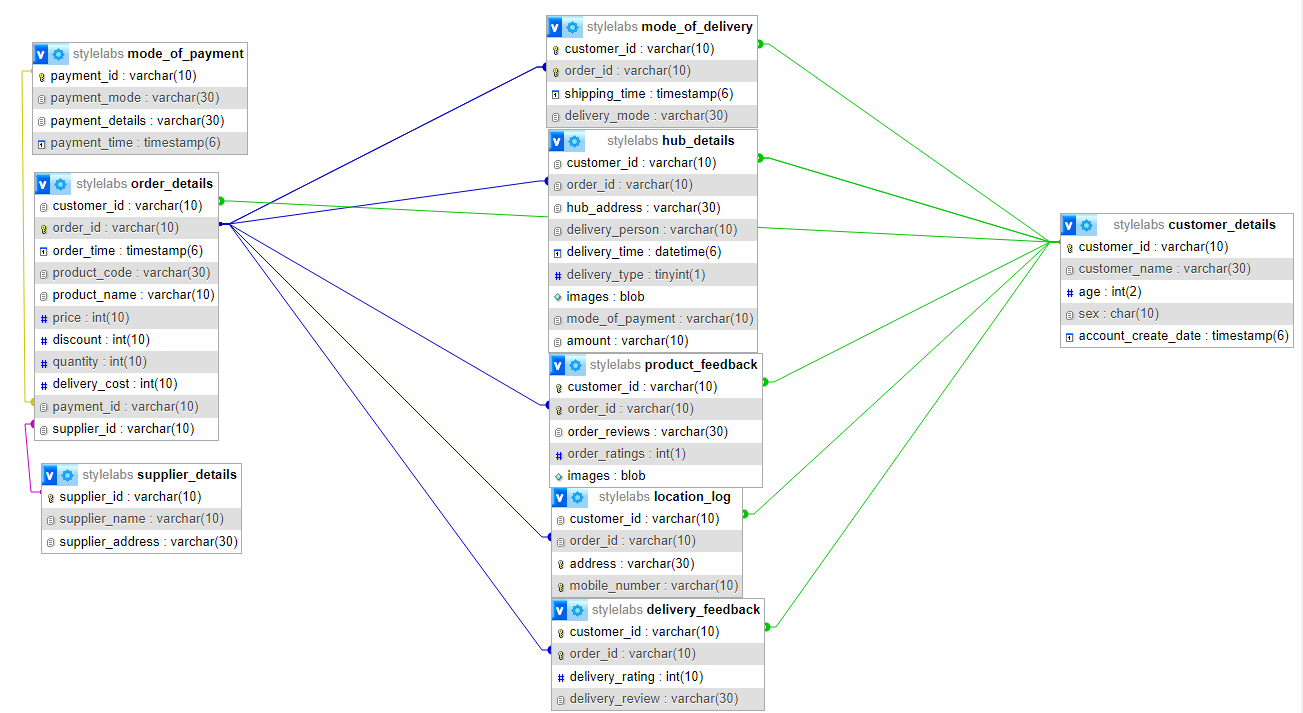 stylelabs mode_of_payment
payment_id : varchar(10)
payment_mode : varchar(30)
payment_details : varchar(30)
payment_time : timestamp(6)
stylelabs order_details
customer_id : varchar(10)
order_id : varchar(10)
order_time : timestamp(6)
product_code : varchar(30)
product_name : varchar(10)
price : int(10)
discount : int(10)
quantity : int(10)
delivery_cost : int(10)
payment_id : varchar(10)
supplier_id : varchar(10)
stylelabs supplier_details
supplier_id : varchar(10)
supplier_name : varchar(10)
supplier_address : varchar(30)
stylelabs mode_of_delivery
customer_id : varchar(10)
order_id : varchar(10)
shipping_time : timestamp(6)
delivery_mode : varchar(30)
stylelabs hub_details
customer_id : varchar(10)
order_id : varchar(10)
hub_address : varchar(30)
delivery_person : varchar(10)
delivery_time : datetime(6)
delivery_type : tinyint(1)
images : blob
mode_of_payment : varchar(10)
amount : varchar(10)
stylelabs product_feedback
customer_id : varchar(10)
order_id : varchar(10)
order_reviews : varchar(30)
order_ratings : int(1)
images : blob
stylelabs location_log
customer_id : varchar(10)
order_id : varchar(10)
address : varchar(30)
mobile_number : varchar(10)
stylelabs delivery_feedback
customer_id : varchar(10)
order_id : varchar(10)
delivery_rating : int(10)
delivery_review : varchar(30)
stylelabs customer_details
customer_id : varchar(10)
customer_name : varchar(30)
age : int(2)
sex : char(10)
account_create_date : timestamp(6)